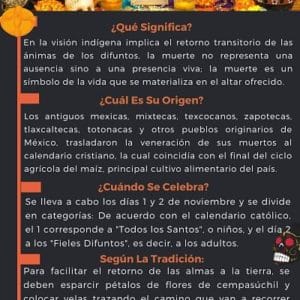 ¿Qué Significa?
En la visión indígena implica el retorno transitorio de las
ánimas de los difuntos, la muerte no representa una
ausencia sino a una presencia viva; la muerte es un
símbolo de la vida que se materializa en el altar ofrecido.
¿Cuál Es Su Origen?
Los antiguos mexicas, mixtecas, texcocanos, zapotecas,
tlaxcaltecas, totonacas y otros pueblos originarios de
México, trasladaron la veneración de sus muertos al
calendario cristiano, la cual coincidía con el final del ciclo
agrícola del maíz, principal cultivo alimentario del país.
¿Cuándo Se Celebra?
Se lleva a cabo los días 1 y 2 de noviembre y se divide
en categorías: De acuerdo con el calendario católico,
el 1 corresponde a "Todos los Santos", o niños, y el día 2
a los "Fieles Difuntos", es decir, a los adultos.
Según La Tradición:
Para facilitar el retorno de las almas a la tierra, se
deben esparcir pétalos de flores de cempasúchil y
colocar velas trazando el camino que van a recorrer